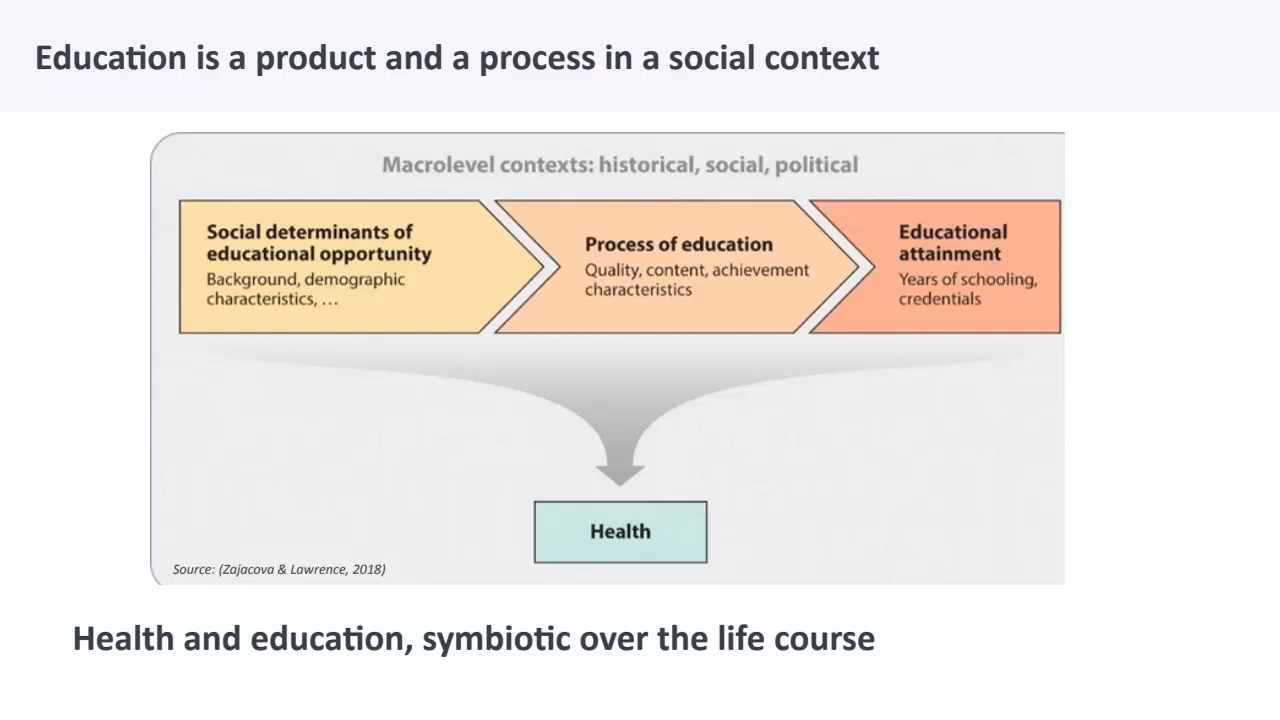 Education is a product and a process in a social context
Macrolevel contexts: historical, social, political
Social determinants of
educational opportunity
Background, demographic
characteristics, …
Process of education
Quality, content, achievement
characteristics
Educational
attainment
Years of schooling,
credentials
Health
Source: (Zajacova & Lawrence, 2018)
Health and education, symbiotic over the life course